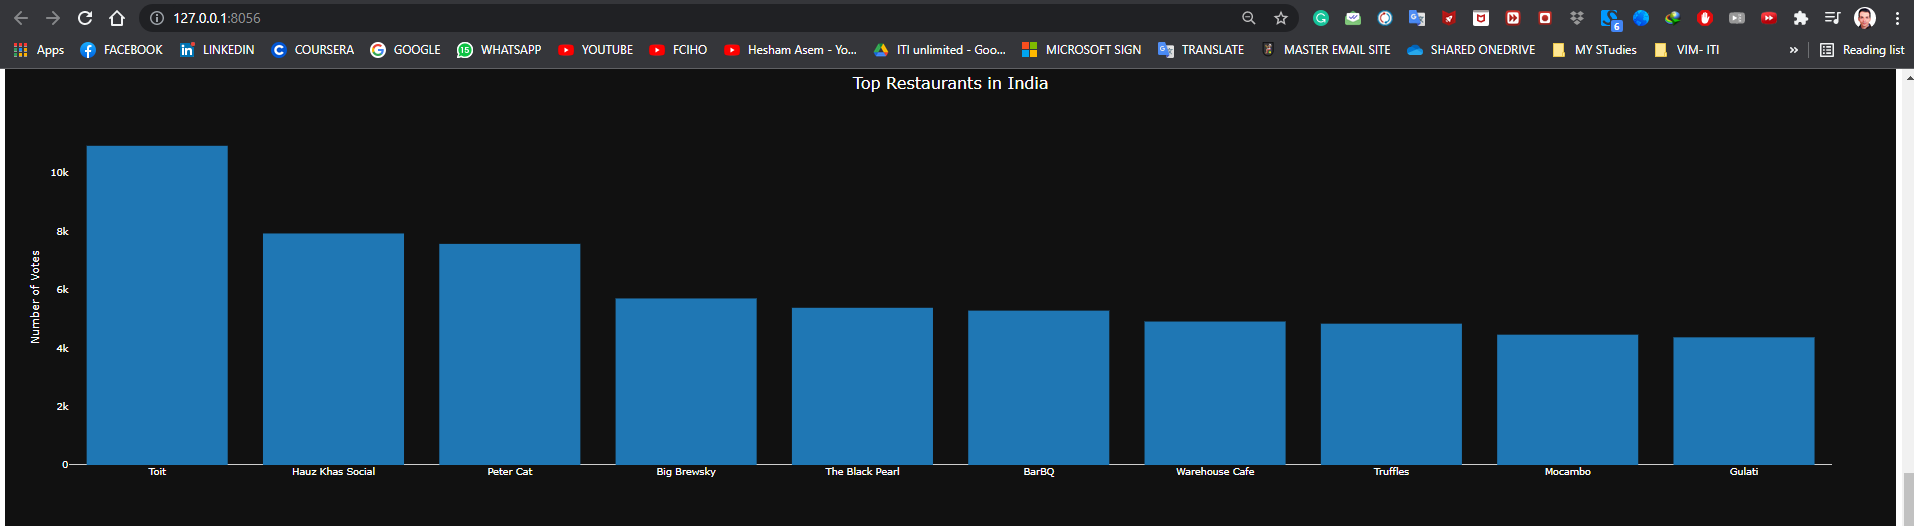 127.0.0.1:8056
Apps FACEBOOK LINKEDIN COURSERA GOOGLE 15 WHATSAPP YOUTUBE FCIHO Hesham Asem - Yo... ITI unlimited - Goo... MICROSOFT SIGN TRANSLATE MASTER EMAIL SITE 6 SHARED ONEDRIVE MY STudies VIM- ITI » Reading list
Top Restaurants in India
Number of Votes
10k
8k
6k
4k
2k
0
Toit Hauz Khas Social Peter Cat Big Brewsky The Black Pearl BarBQ Warehouse Cafe Truffles Mocambo Gulati